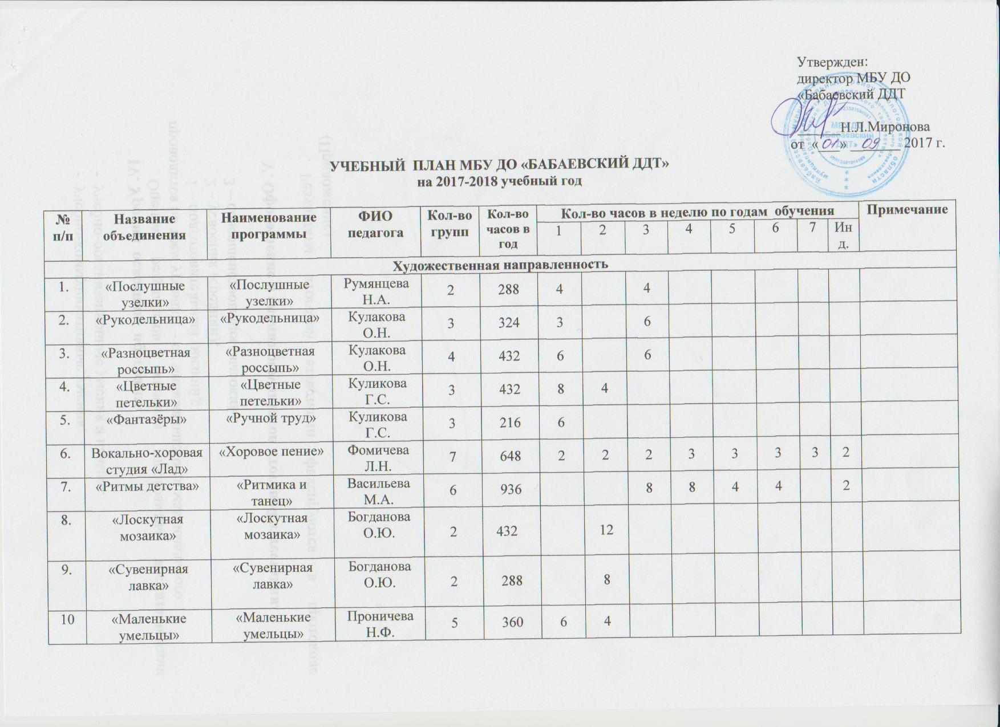 Утвержден:
директор МБУ ДО
«Бабаевский ДДТ
Н.Л.Миронова
от «01» 09 2017 г.
УЧЕБНЫЙ ПЛАН МБУ ДО «БАБАЕВСКИЙ ДДТ»
на 2017-2018 учебный год
№ п/п Название объединения Наименование программы ФИО педагога Кол-во групп Кол-во часов в год Кол-во часов в неделю по годам обучения Примечание
1 2 3 4 5 6 7 Инд.
Художественная направленность
1. «Послушные узелки» «Послушные узелки» Румянцева Н.А. 2 288 4 4
2. «Рукодельница» «Рукодельница» Кулакова О.Н. 3 324 3 6
3. «Разноцветная россыпь» «Разноцветная россыпь» Кулакова О.Н. 4 432 6 6
4. «Цветные петельки» «Цветные петельки» Куликова Г.С. 3 432 8 4
5. «Фантазёры» «Ручной труд» Куликова Г.С. 3 216 6
6. Вокально-хоровая студия «Лад» «Хоровое пение» Фомичева Л.Н. 7 648 2 2 2 3 3 3 3 2
7. «Ритмы детства» «Ритмика и танец» Васильева М.А. 6 936 8 8 4 4 2
8. «Лоскутная мозаика» «Лоскутная мозаика» Богданова О.Ю. 2 432 12
9. «Сувенирная лавка» «Сувенирная лавка» Богданова О.Ю. 2 288 8
10 «Маленькие умельцы» «Маленькие умельцы» Проничева Н.Ф. 5 360 6 4